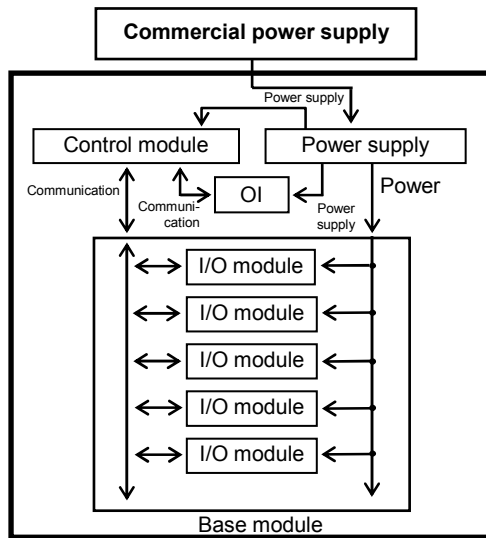 Commercial power supply
Power supply
Control module
Power supply
Communication
Communi-
cation
OI
Power
supply
Power
I/O module
I/O module
I/O module
I/O module
I/O module
Base module